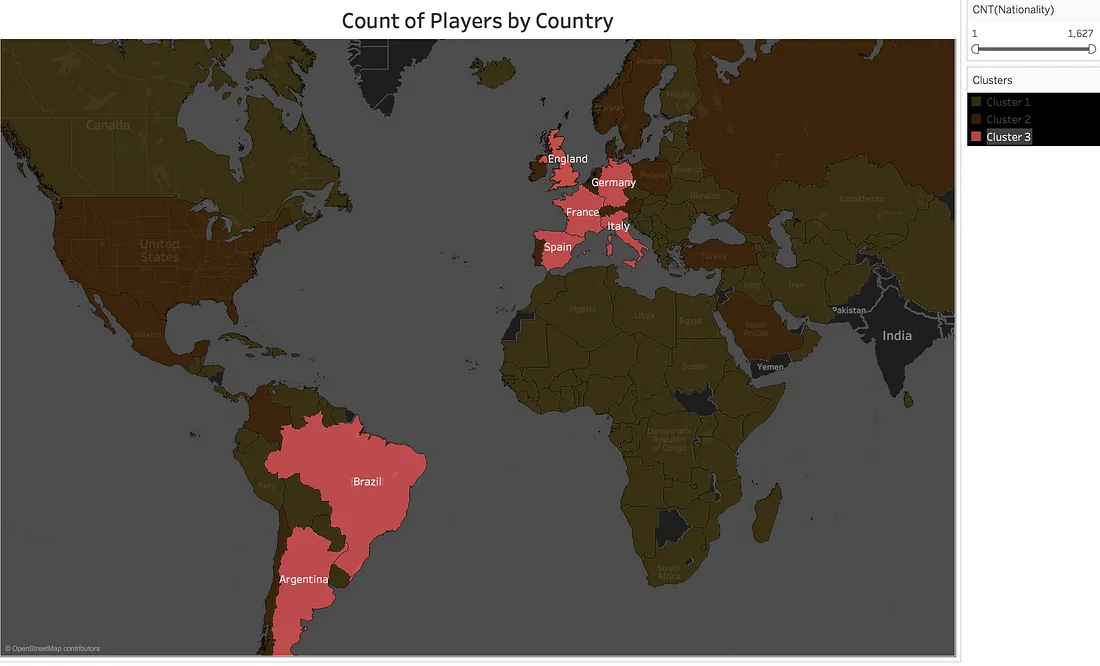 Count of Players by Country
CNT(Nationality)
1
1,627
Clusters
Cluster 1
Cluster 2
Cluster 3
Canada
Sweden
Finland
Norway
England
Germany
Poland
Belarus
Ukraine
France
Italy
Spain
Kazakhstan
United
States
Turkey
Iraq
Iran
Algeria
Libya
Egypt
Pakistan
Saudi
Arabia
India
Mexico
Sudan
Yemen
Democratic
Republic
of Congo
Peru
Brazil
Argentina
South
Africa
© OpenStreetMap contributors